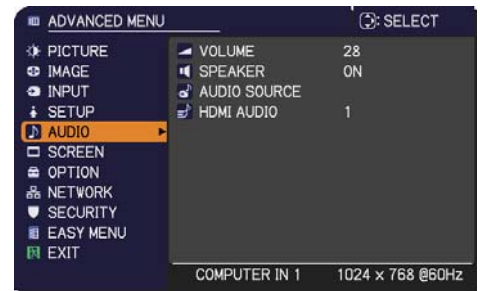 ADVANCED MENU : SELECT
PICTURE VOLUME 28
IMAGE SPEAKER ON
INPUT AUDIO SOURCE
SETUP HDMI AUDIO 1
AUDIO
SCREEN
OPTION
NETWORK
SECURITY
EASY MENU
EXIT
COMPUTER IN 1 1024 x 768 @60Hz